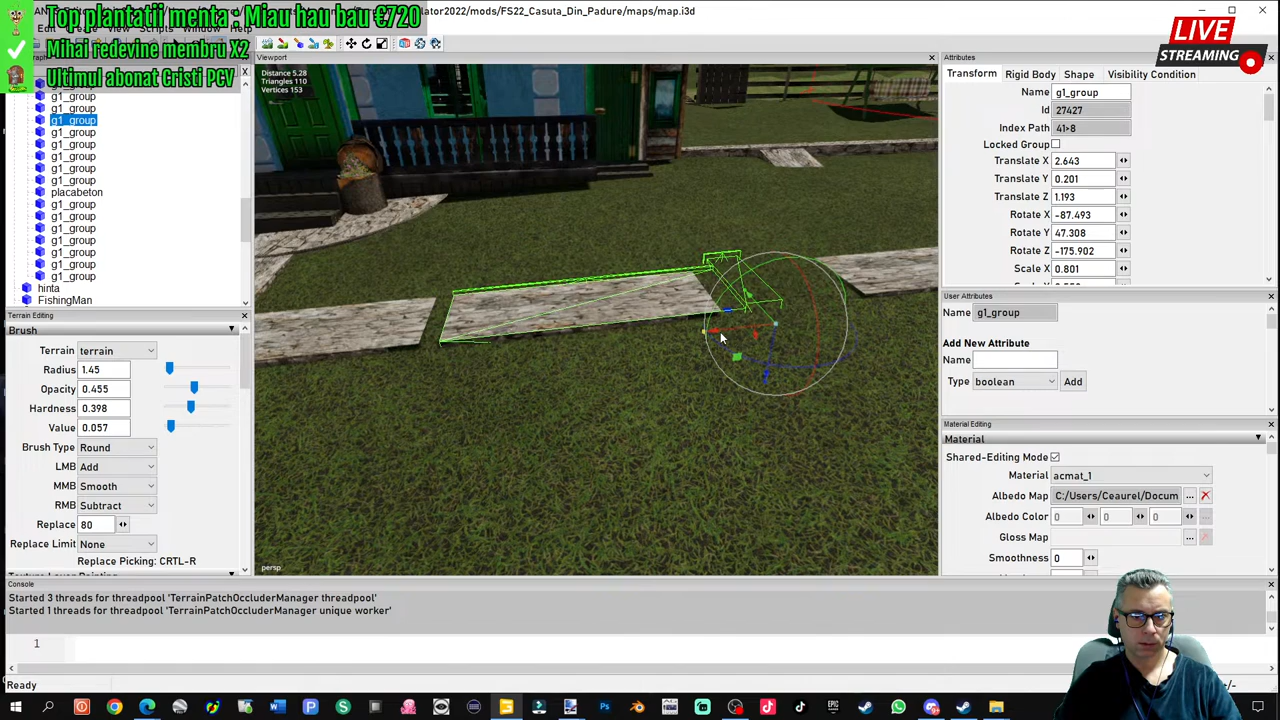 Top plantatii menta : Miau hau bau €720
Mihai redevine membru X2
Ultimul abonat Cristi PCV
LIVE
STREAMING
lator2022/mods/FS22_Casuta_Din_Padure/maps/map.i3d
Viewport
Distance 5.28
Triangles 110
Vertices 153
persp
g1_group
g1_group
g1_group
g1_group
g1_group
g1_group
g1_group
g1_group
placabeton
g1_group
g1_group
g1_group
g1_group
g1_group
g1_group
g1_group
hinta
FishingMan
Terrain Editing
Brush
Terrain terrain
Radius 1.45
Opacity 0.455
Hardness 0.398
Value 0.057
Brush Type Round
LMB Add
MMB Smooth
RMB Subtract
Replace 80
Replace Limit None
Replace Picking: CRTL-R
Attributes
Transform Rigid Body Shape Visibility Condition
Name g1_group
Id 27427
Index Path 41>8
Locked Group
Translate X 2.643
Translate Y 0.201
Translate Z 1.193
Rotate X -87.493
Rotate Y 47.308
Rotate Z -175.902
Scale X 0.801
User Attributes
Name g1_group
Add New Attribute
Name
Type boolean Add
Material Editing
Material
Shared-Editing Mode
Material acmat_1
Albedo Map C:/Users/Ceaurel/Docum
Albedo Color 0 0 0
Gloss Map
Smoothness 0
Console
Started 3 threads for threadpool 'TerrainPatchOccluderManager threadpool'
Started 1 threads for threadpool 'TerrainPatchOccluderManager unique worker'
1
Ready